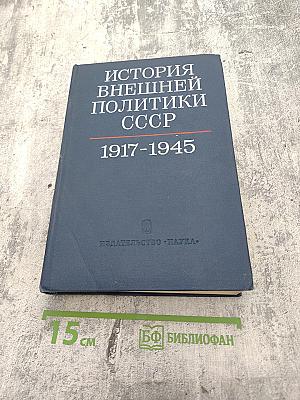 ИСТОРИЯ
ВНЕШНЕЙ
ПОЛИТИКИ
СССР
1917-1945
ИЗДАТЕЛЬСТВО «НАУКА»
15 см
БФ БИБЛИОФАН